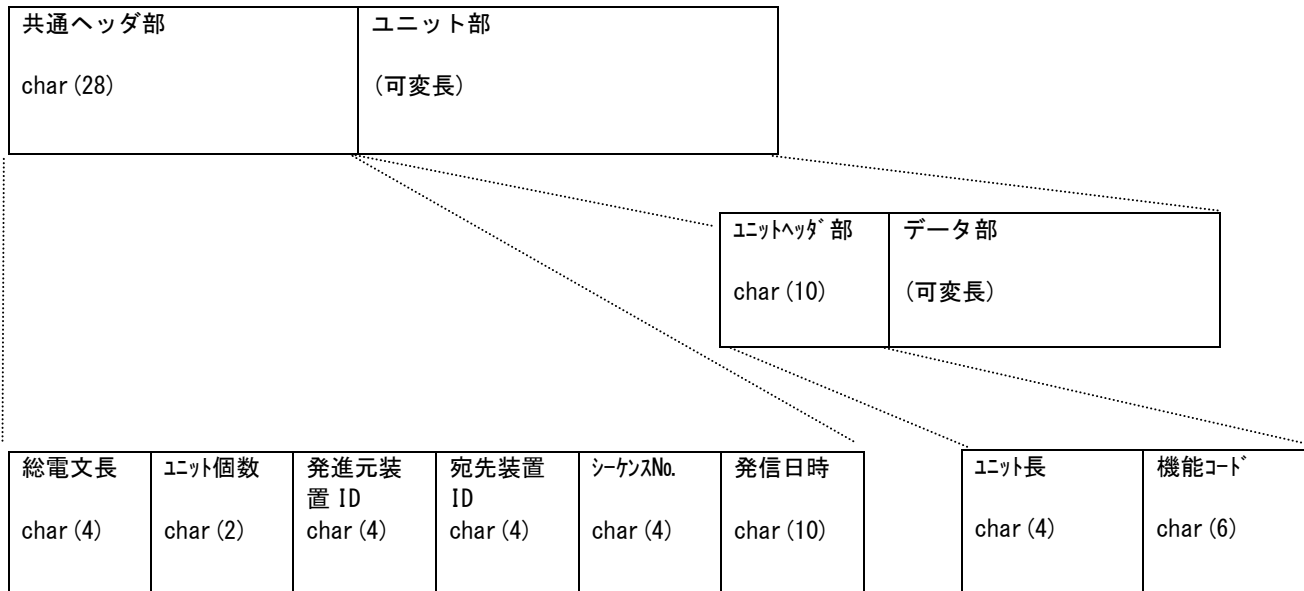 共通ヘッダ部
ユニット部
char(28)
(可変長)
ﾕﾆｯﾄﾍｯﾀﾞ部
データ部
char(10)
(可変長)
総電文長
ﾕﾆｯﾄ個数
発進元装
置 ID
宛先装置
ID
ｼｰｹﾝｽNo.
発信日時
char(4)
char(2)
char(4)
char(4)
char(4)
char(10)
ﾕﾆｯﾄ長
機能ｺｰﾄﾞ
char(4)
char(6)